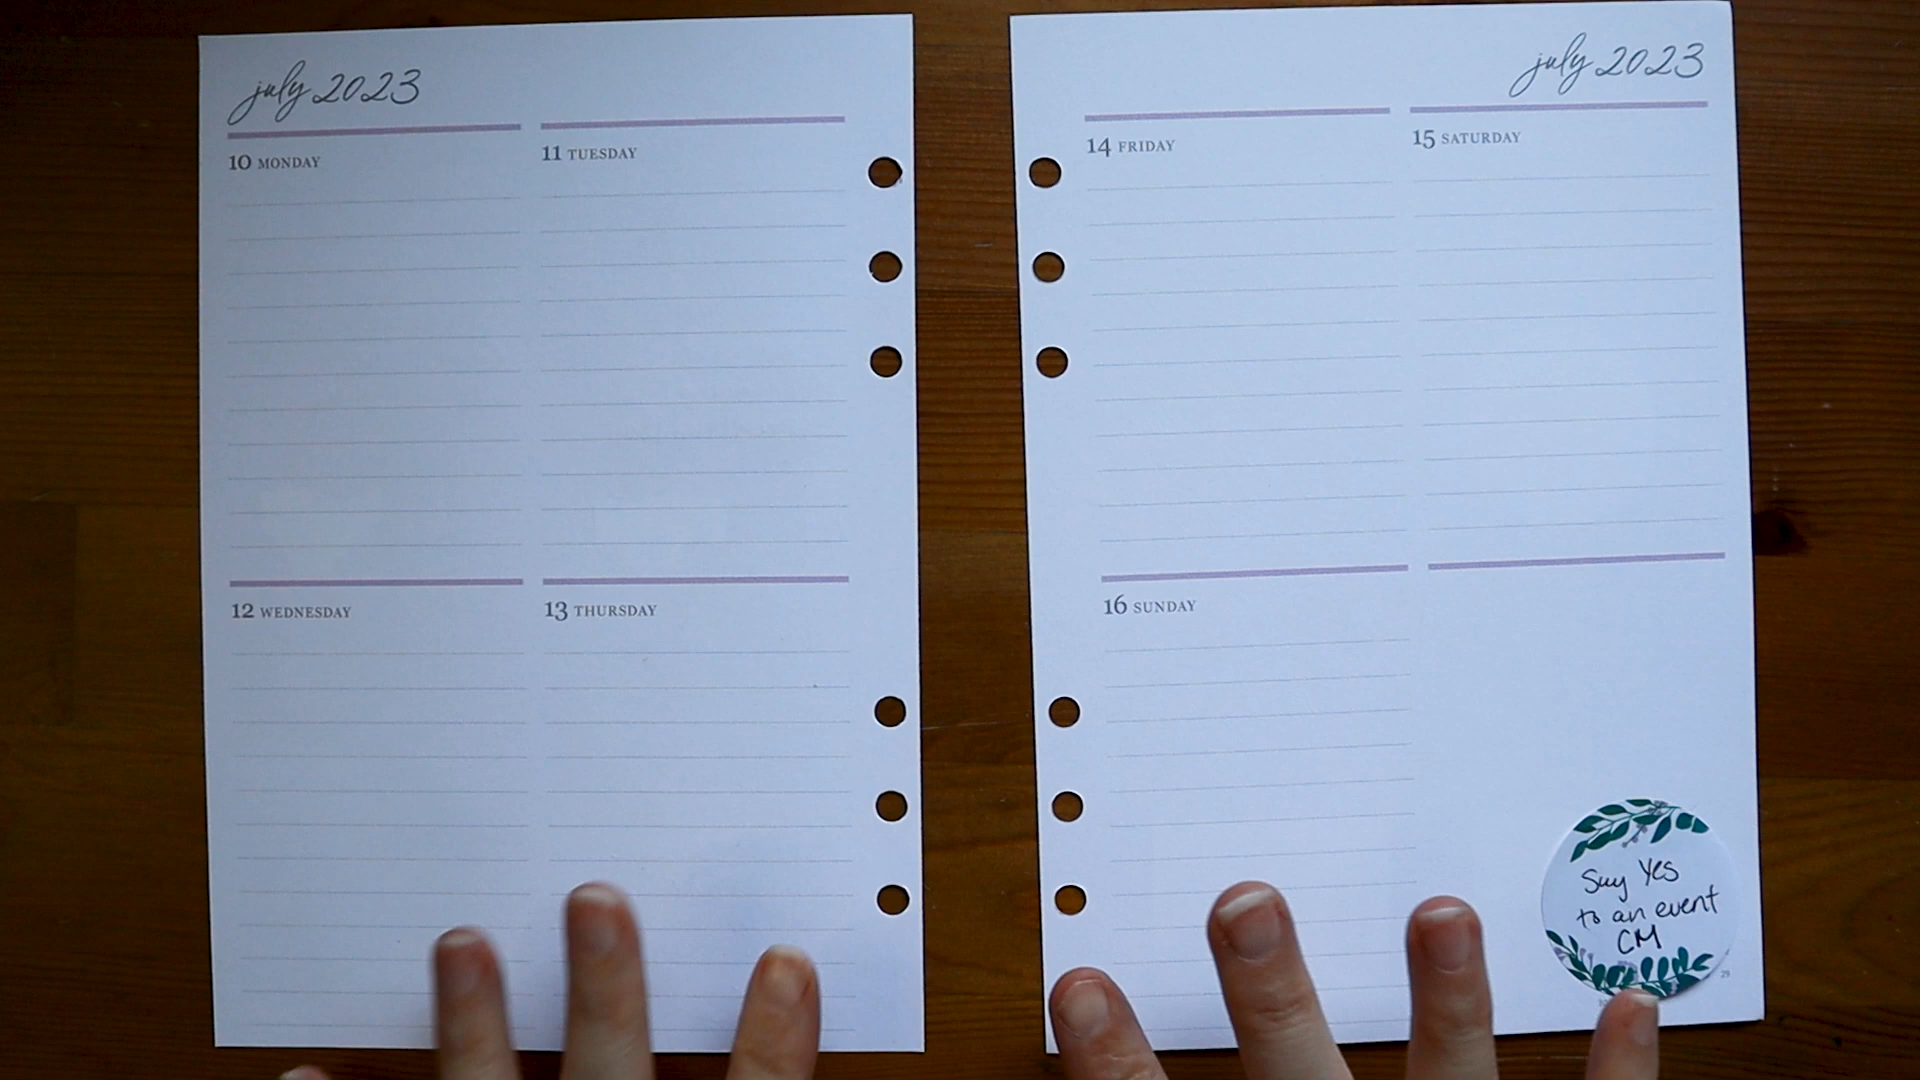 july 2023
10 MONDAY
11 TUESDAY
12 WEDNESDAY
13 THURSDAY
july 2023
14 FRIDAY
15 SATURDAY
16 SUNDAY
Say Yes
to an event
CM
29